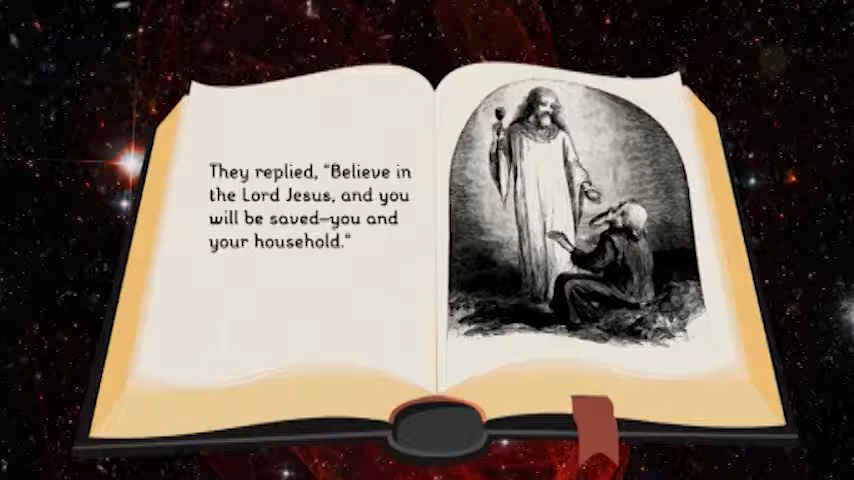 They replied, "Believe in
the Lord Jesus, and you
will be saved—you and
your household."